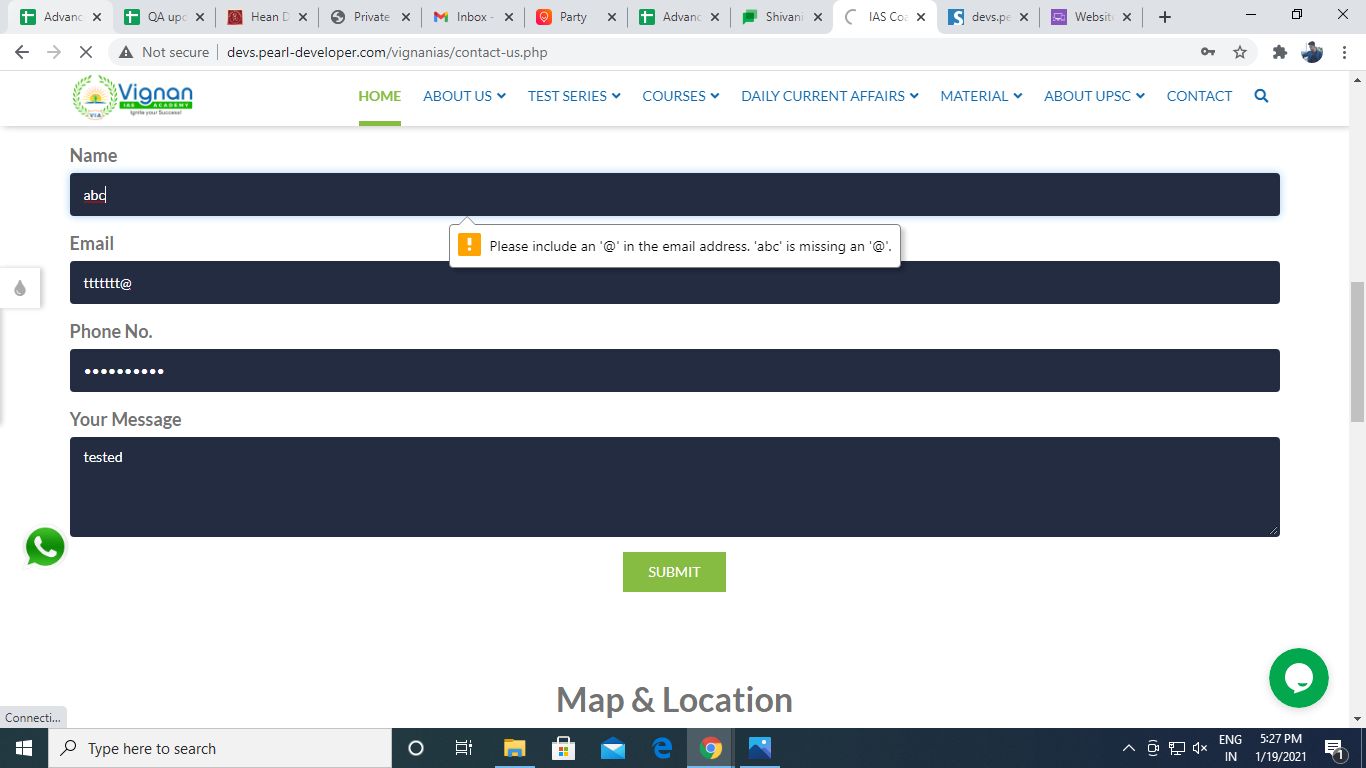 Advanc
QA upd
Hean D
Private
Inbox -
Party
Advanc
Shivani
IAS Coa
devs.pe
Website
Not secure | devs.pearl-developer.com/vignanias/contact-us.php
Vignan
IAS ACADEMY
Ignite your Success!
VIA
HOME
ABOUT US
TEST SERIES
COURSES
DAILY CURRENT AFFAIRS
MATERIAL
ABOUT UPSC
CONTACT
Name
abc
Please include an '@' in the email address. 'abc' is missing an '@'.
Email
ttttttt@
Phone No.
••••••••••
Your Message
tested
SUBMIT
Map & Location
Connecti...
Type here to search
ENG
IN
5:27 PM
1/19/2021
1